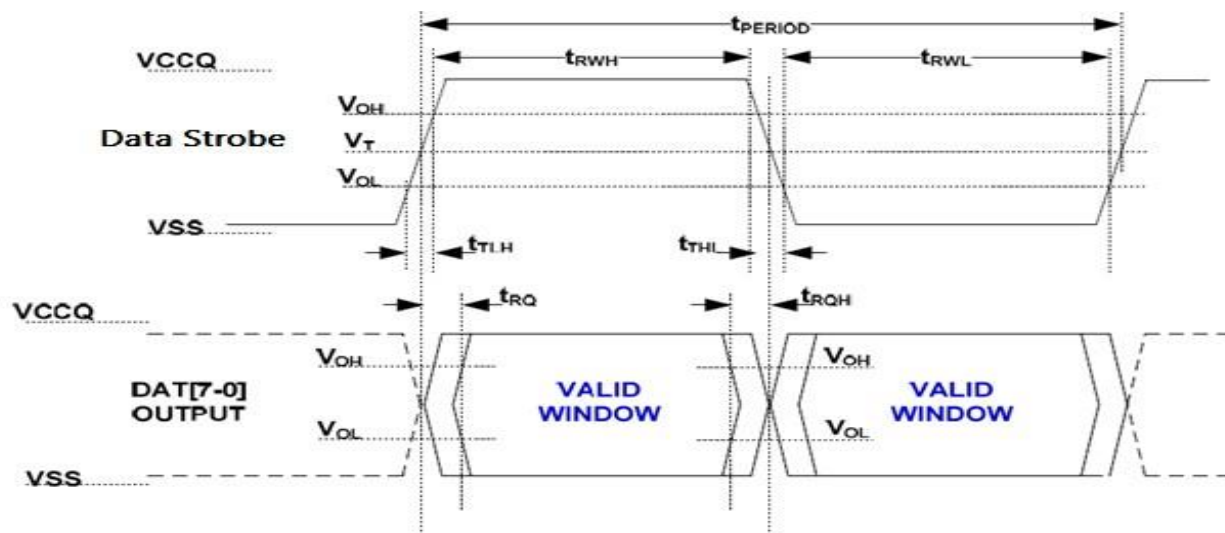 tPERIOD
VCCQ
tRWH
tRWL
VOH
Data Strobe
VT
VOL
VSS
tTLH
tTHL
tRQ
tRQH
VCCQ
VOH
VOH
DAT[7-0]
OUTPUT
VALID
WINDOW
VALID
WINDOW
VOL
VOL
VSS